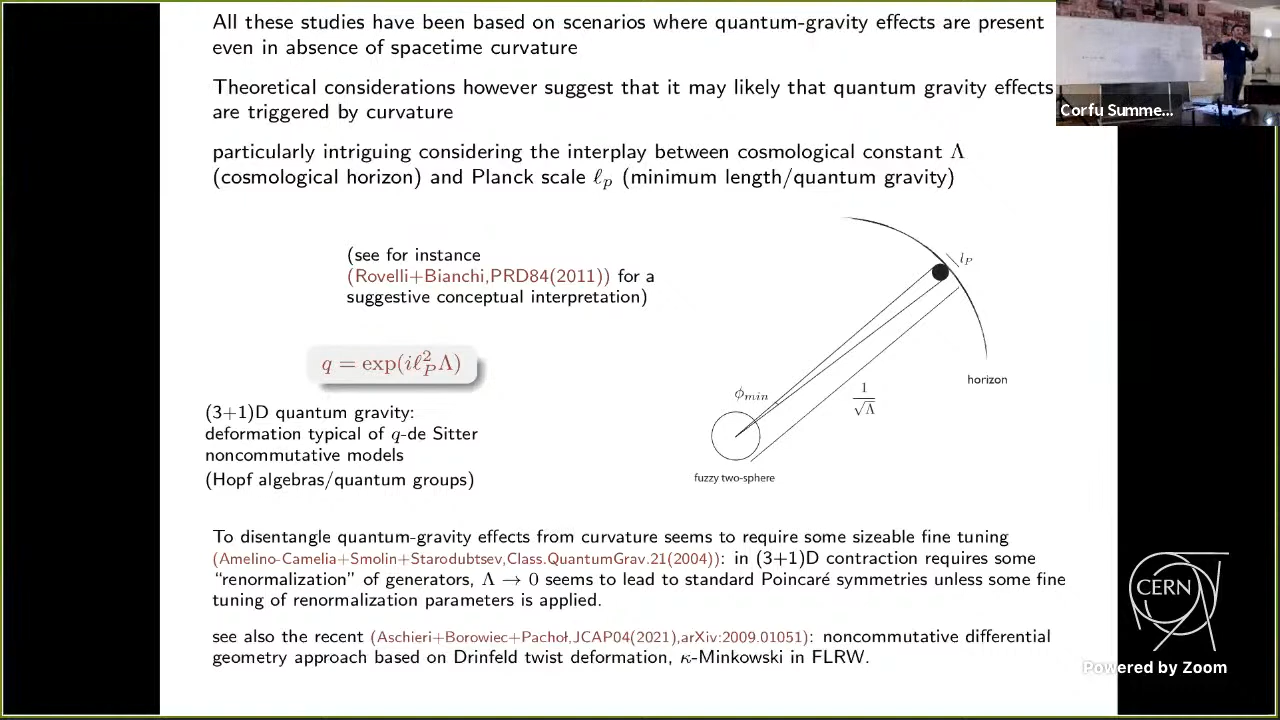 All these studies have been based on scenarios where quantum-gravity effects are present
even in absence of spacetime curvature
Theoretical considerations however suggest that it may likely that quantum gravity effects
are triggered by curvature
Corfu Summe...
particularly intriguing considering the interplay between cosmological constant Λ
(cosmological horizon) and Planck scale ℓₚ (minimum length/quantum gravity)
(see for instance
(Rovelli+Bianchi,PRD84(2011)) for a
suggestive conceptual interpretation)
q = exp(iℓ_P^2 Λ)
(3+1)D quantum gravity:
deformation typical of q-de Sitter
noncommutative models
(Hopf algebras/quantum groups)
l_P
horizon
ϕ_min
1/√Λ
fuzzy two-sphere
To disentangle quantum-gravity effects from curvature seems to require some sizeable fine tuning
(Amelino-Camelia+Smolin+Starodubtsev,Class.QuantumGrav.21(2004)): in (3+1)D contraction requires some
“renormalization” of generators, Λ → 0 seems to lead to standard Poincaré symmetries unless some fine
tuning of renormalization parameters is applied.
see also the recent (Aschieri+Borowiec+Pachoł,JCAP04(2021),arXiv:2009.01051): noncommutative differential
geometry approach based on Drinfeld twist deformation, κ-Minkowski in FLRW.
CERN
Powered by Zoom